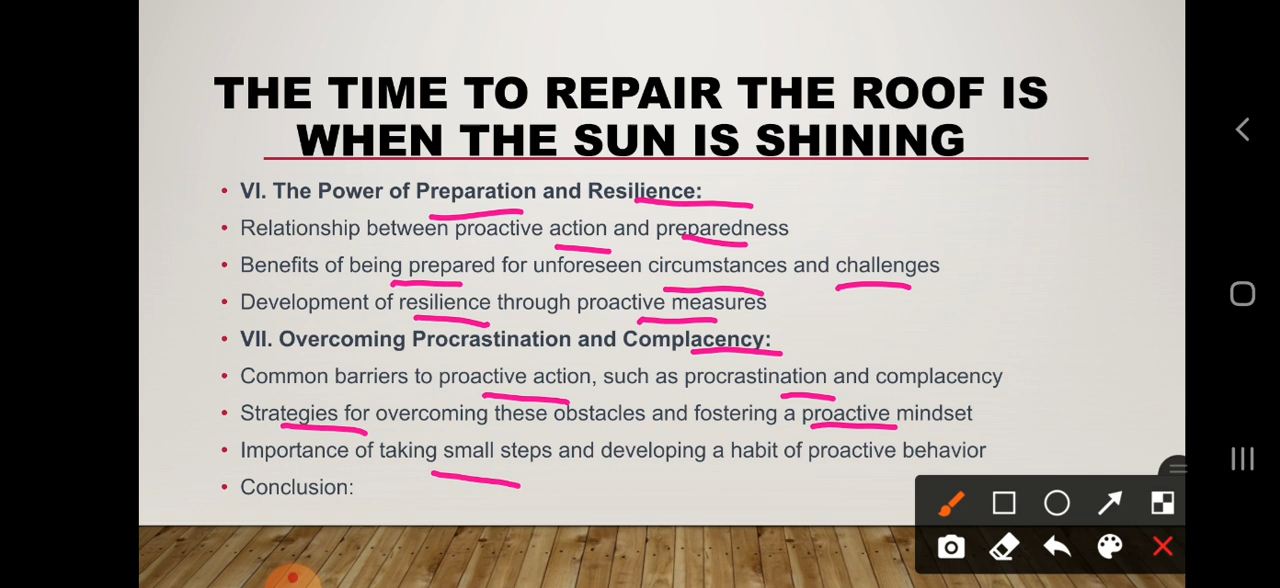 THE TIME TO REPAIR THE ROOF IS
WHEN THE SUN IS SHINING
• VI. The Power of Preparation and Resilience:
• Relationship between proactive action and preparedness
• Benefits of being prepared for unforeseen circumstances and challenges
• Development of resilience through proactive measures
• VII. Overcoming Procrastination and Complacency:
• Common barriers to proactive action, such as procrastination and complacency
• Strategies for overcoming these obstacles and fostering a proactive mindset
• Importance of taking small steps and developing a habit of proactive behavior
• Conclusion: